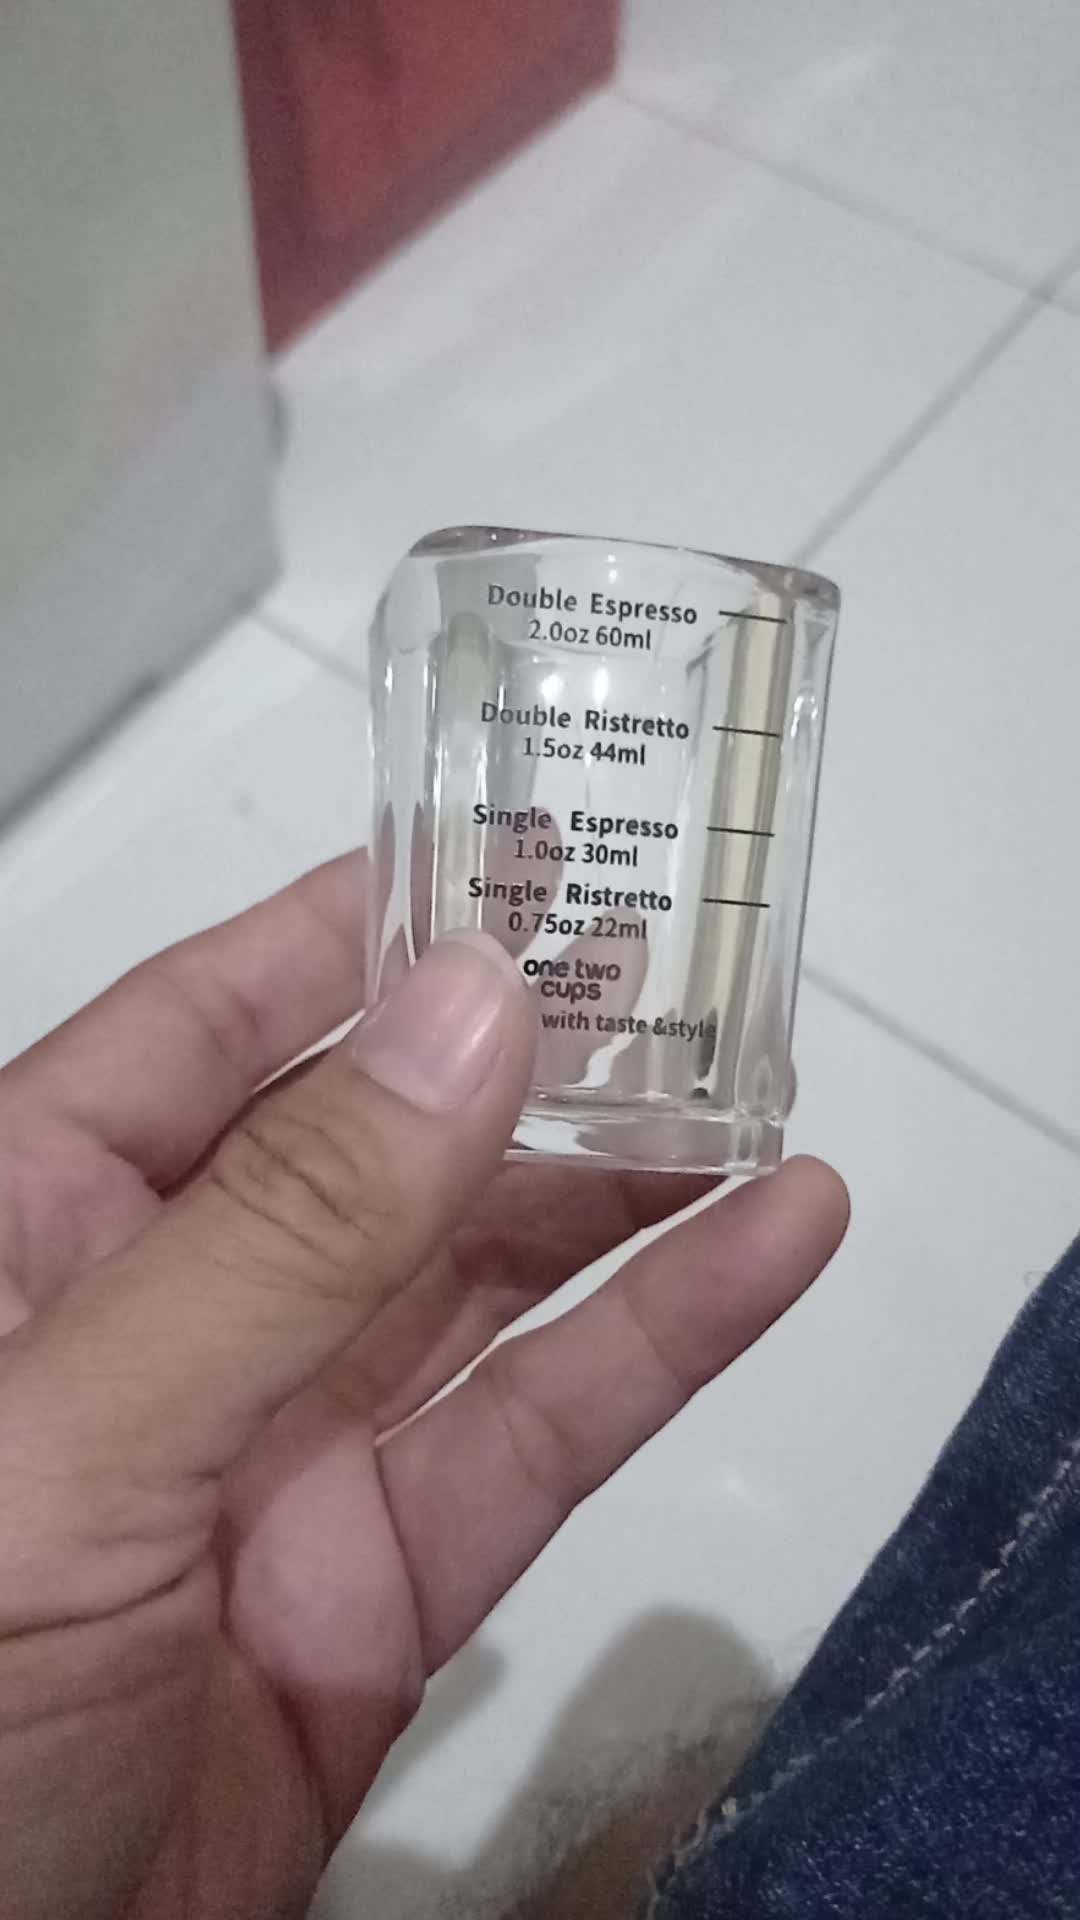 Double Espresso
2.0oz 60ml
Double Ristretto
1.5oz 44ml
Single Espresso
1.0oz 30ml
Single Ristretto
0.75oz 22ml
one two
cups
with taste &style